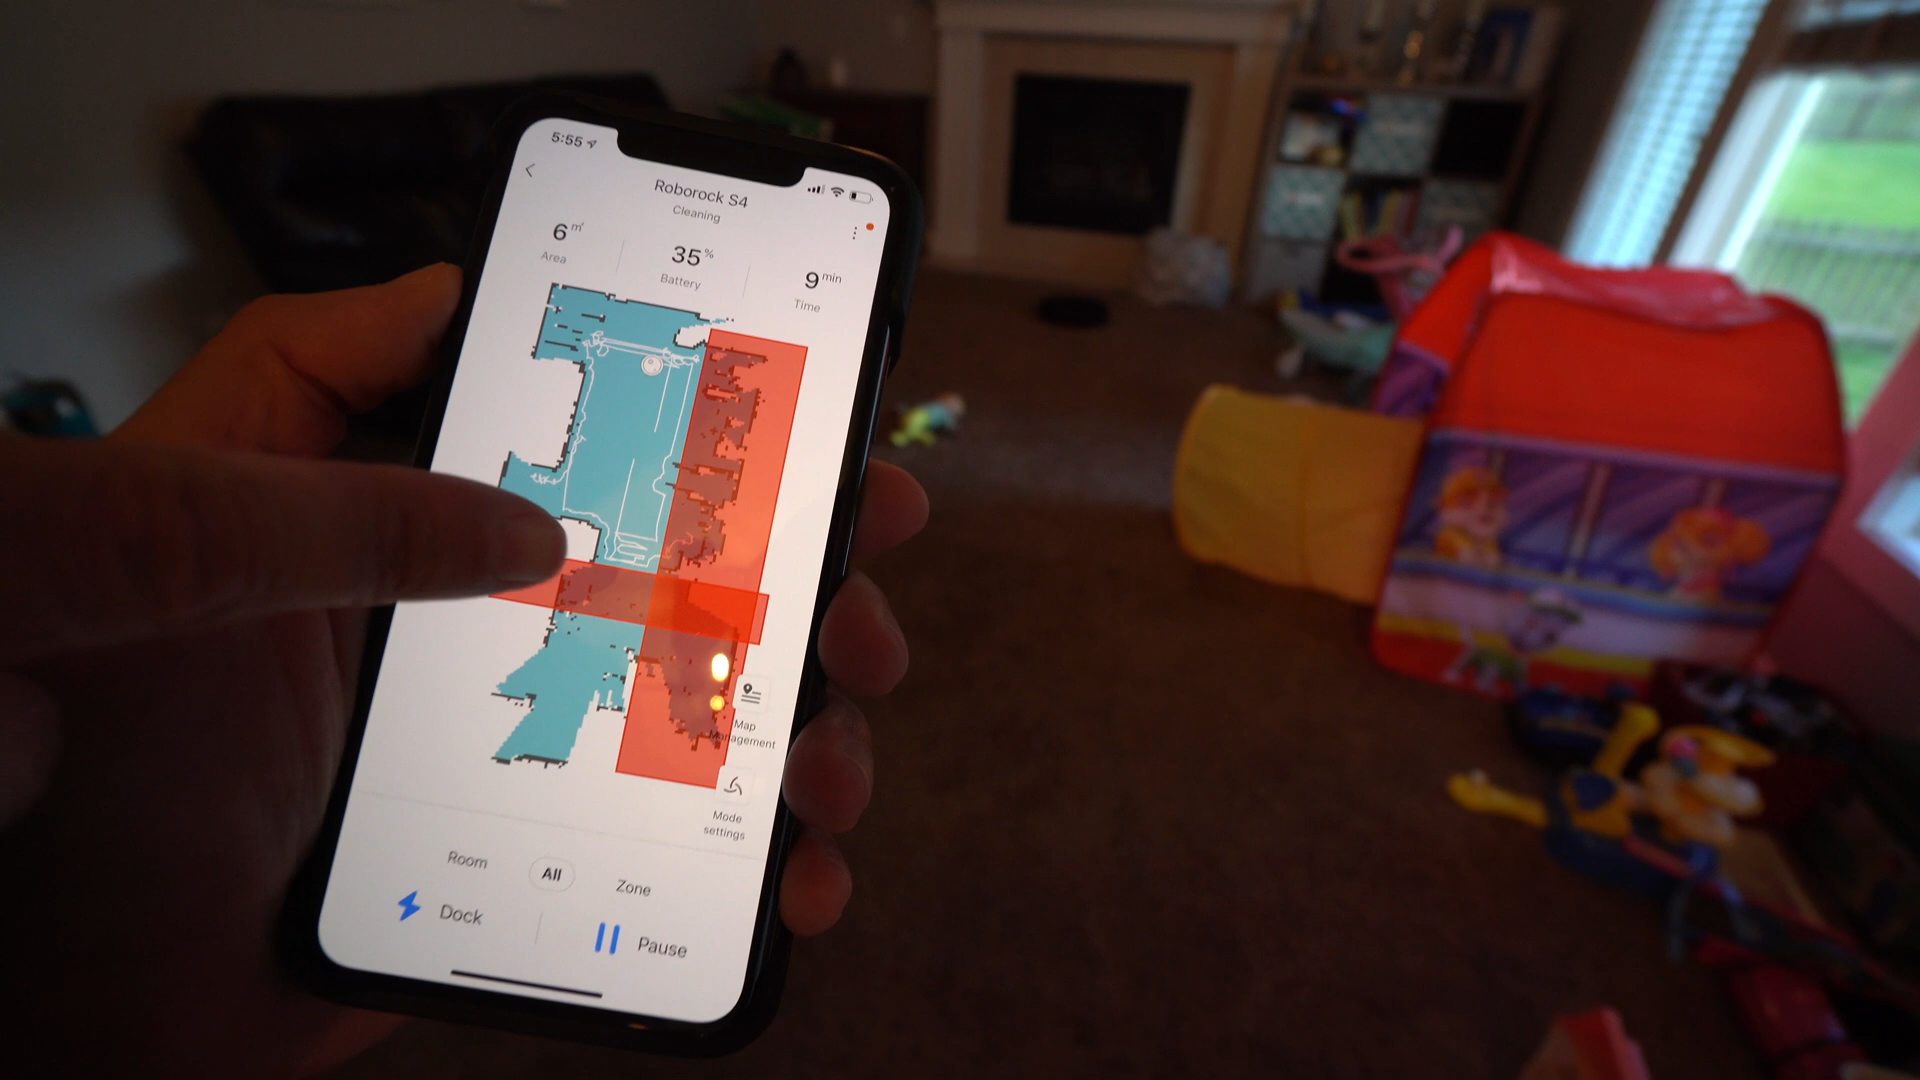 5:55
Roborock S4
Cleaning
6 m²
Area
35 %
Battery
9 min
Time
Map
Management
Mode
settings
Room
All
Zone
Dock
Pause